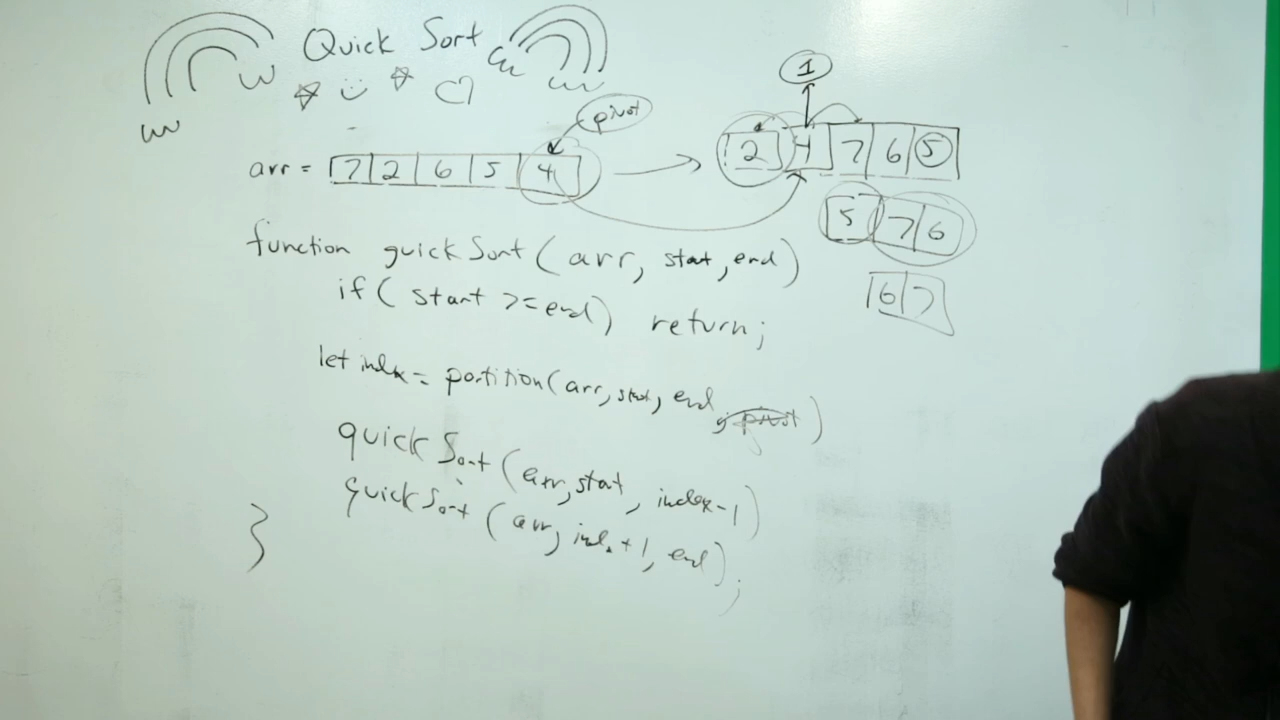 Quick Sort
pivot
1
arr = 7 2 6 5 4
2 4 7 6 5
5 7 6
6 7
function quickSort(arr, start, end)
if( start >= end) return;
let index = partition(arr, start, end, pivot)
quickSort(arr, start, index-1)
quickSort(arr, index+1, end);
}